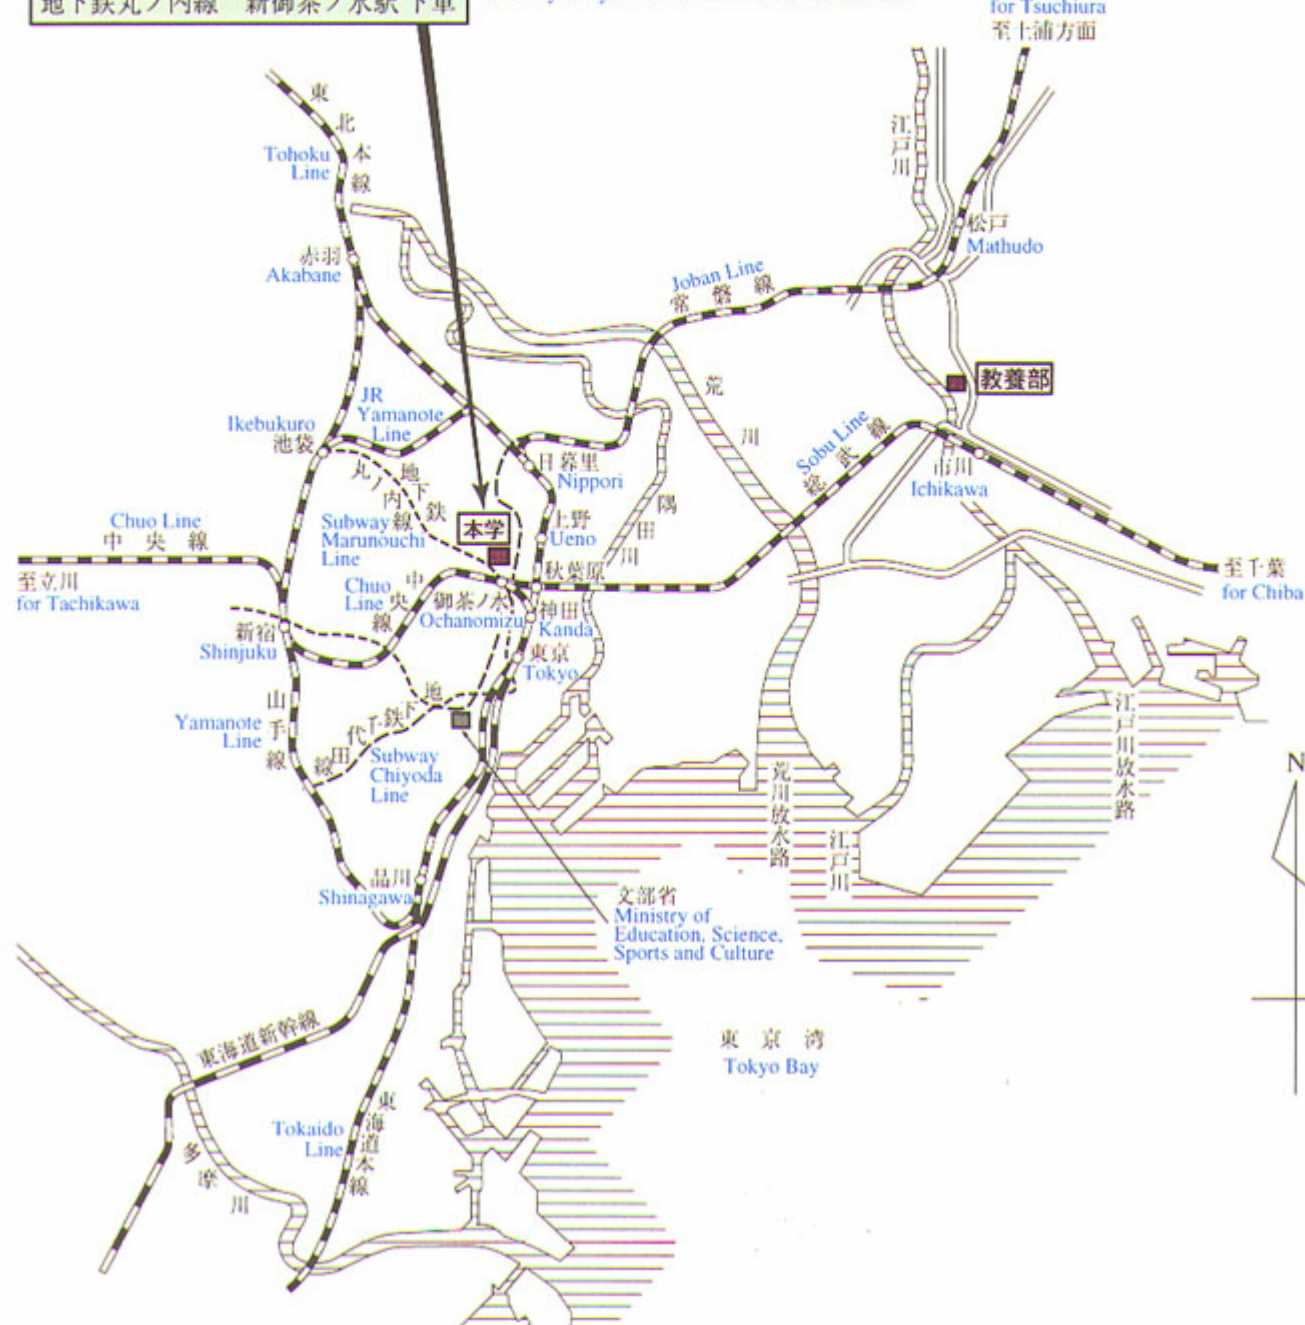 地下鉄丸ノ内線 新御茶ノ水駅 下車
for Tsuchiura
至土浦方面
東北本線
Tohoku
Line
江戸川
松戸
Mathudo
赤羽
Akabane
Joban Line
常磐線
教養部
荒川
JR
Yamanote
Line
Ikebukuro
池袋
Sobu Line
総武線
日暮里
Nippori
市川
Ichikawa
地下鉄
丸ノ内線
Subway
Marunouchi
Line
本学
上野
Ueno
隅田川
Chuo Line
中央線
至立川
for Tachikawa
Chuo
Line
中央線
秋葉原
御茶ノ水
Ochanomizu
神田
Kanda
至千葉
for Chiba
新宿
Shinjuku
東京
Tokyo
山手線
Yamanote
Line
地下鉄千代田線
Subway
Chiyoda
Line
江戸川放水路
荒川放水路
江戸川
N
品川
Shinagawa
文部省
Ministry of
Education, Science,
Sports and Culture
東京湾
Tokyo Bay
東海道新幹線
Tokaido
Line
東海道本線
多摩川